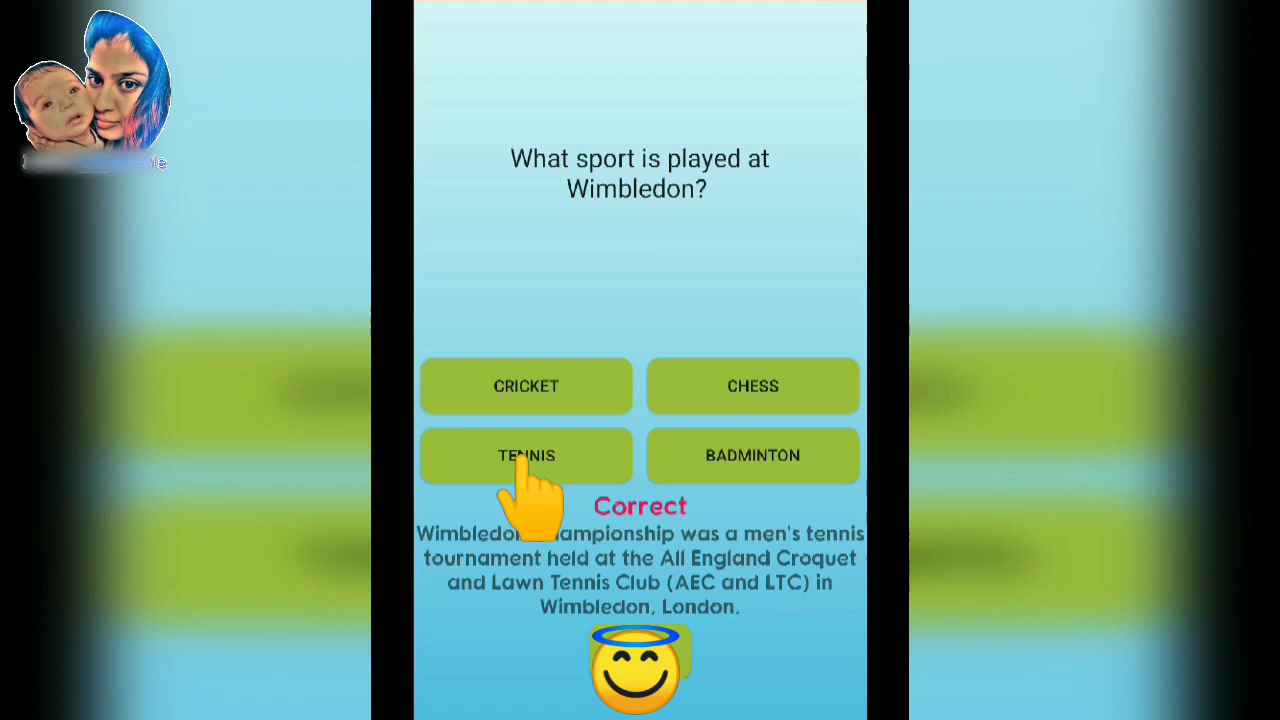 What sport is played at
Wimbledon?
CRICKET
CHESS
TENNIS
BADMINTON
Correct
championship was a men's tennis
tournament held at the All England Croquet
and Lawn Tennis Club (AEC and LTC) in
Wimbledon, London.